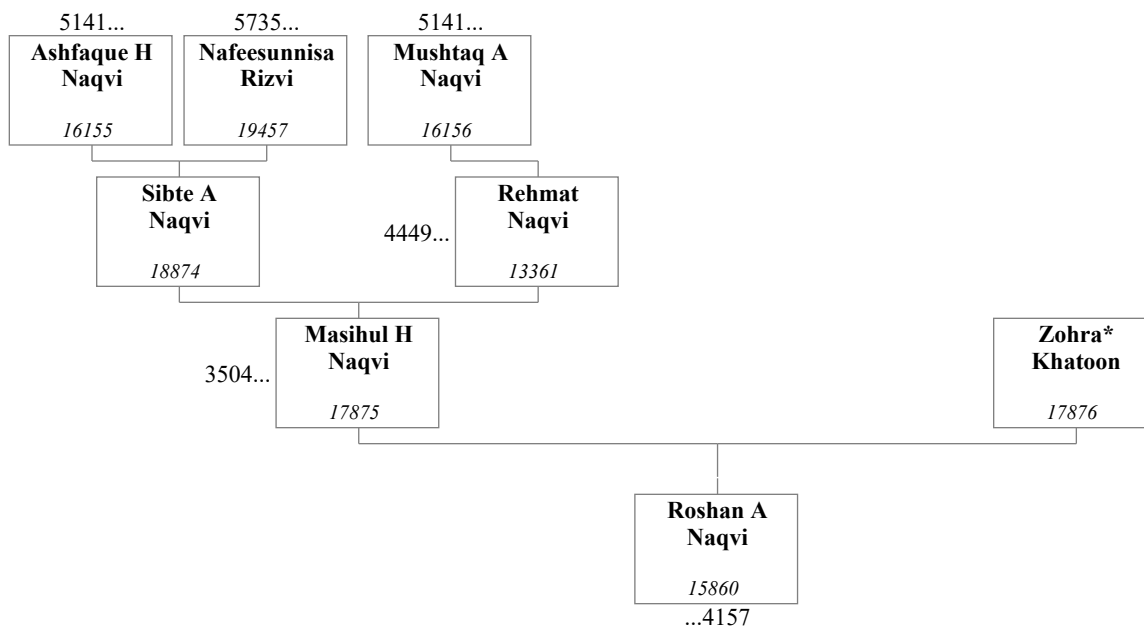 5141...
5735...
5141...
Ashfaque H
Naqvi
16155
Nafeesunnisa
Rizvi
19457
Mushtaq A
Naqvi
16156
Sibte A
Naqvi
18874
4449...
Rehmat
Naqvi
13361
3504...
Masihul H
Naqvi
17875
Zohra*
Khatoon
17876
Roshan A
Naqvi
15860
...4157